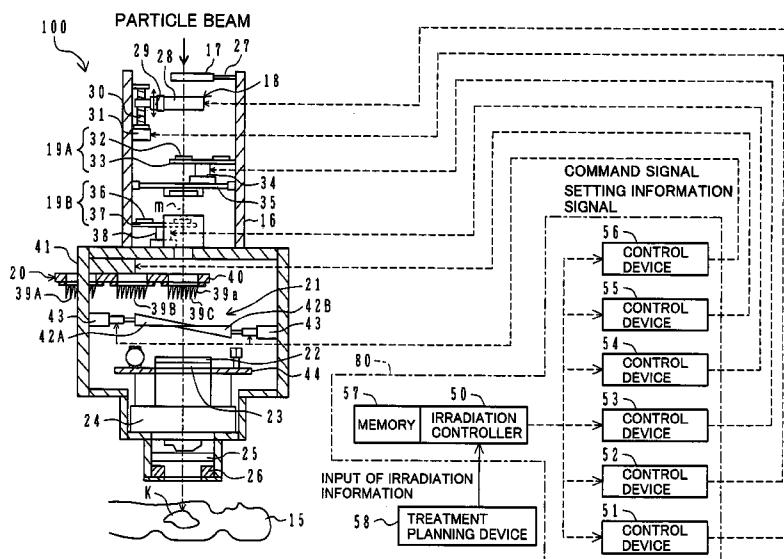 PARTICLE BEAM
100
29 28 17 27
18
30
31
32
19A
33
34
35
36
19B
m
37
38
16
41
20
40
39A
39a
39B
39C
21
42B
43
42A
43
22
44
23
24
25
26
K
15
COMMAND SIGNAL
SETTING INFORMATION
SIGNAL
56
CONTROL
DEVICE
55
CONTROL
DEVICE
54
CONTROL
DEVICE
53
CONTROL
DEVICE
52
CONTROL
DEVICE
51
CONTROL
DEVICE
80
57
50
MEMORY
IRRADIATION
CONTROLLER
INPUT OF IRRADIATION
INFORMATION
58
TREATMENT
PLANNING DEVICE